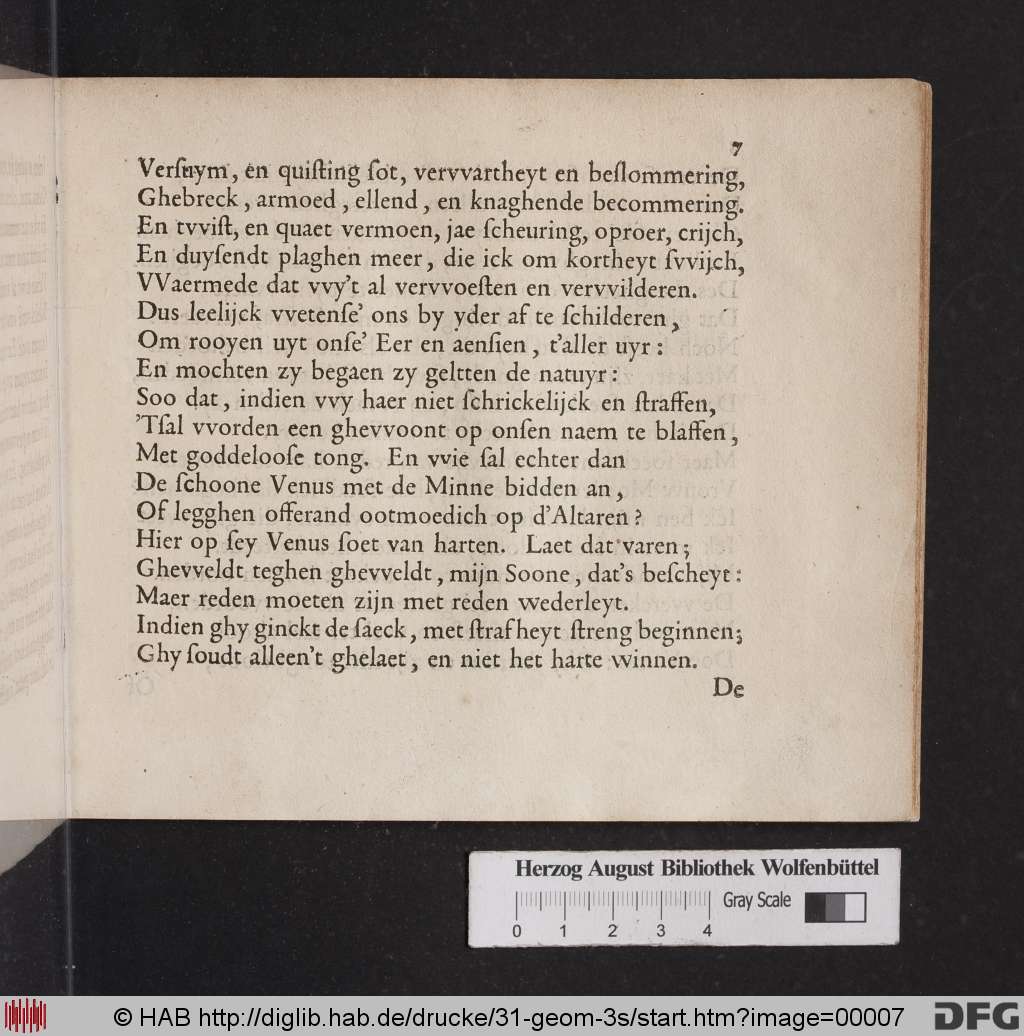 7
Verſuym, en quiſting ſot, vervvartheyt en beſlommering,
Ghebreck, armoed, ellend, en knaghende becommering.
En tvviſt, en quaet vermoen, jae ſcheuring, oproer, crijch,
En duyſendt plaghen meer, die ick om kortheyt ſvvijch,
VVaermede dat vvy't al vervvoeſten en vervvilderen.
Dus leelijck vvetenſe' ons by yder af te ſchilderen,
Om rooyen uyt onſe' Eer en aenſien, t'aller uyr:
En mochten zy begaen zy geltten de natuyr:
Soo dat, indien vvy haer niet ſchrickelijck en ſtraffen,
'Tſal vvorden een ghevvoont op onſen naem te blaffen,
Met goddelooſe tong. En vvie ſal echter dan
De ſchoone Venus met de Minne bidden an,
Of legghen offerand ootmoedich op d'Altaren?
Hier op ſey Venus ſoet van harten. Laet dat varen;
Ghevveldt teghen ghevveldt, mijn Soone, dat's beſcheyt:
Maer reden moeten zijn met reden wederleyt.
Indien ghy ginckt de ſaeck, met ſtrafheyt ſtreng beginnen;
Ghy ſoudt alleen't ghelaet, en niet het harte winnen.
De
Herzog August Bibliothek Wolfenbüttel
Gray Scale
0 1 2 3 4
© HAB http://diglib.hab.de/drucke/31-geom-3s/start.htm?image=00007
DFG